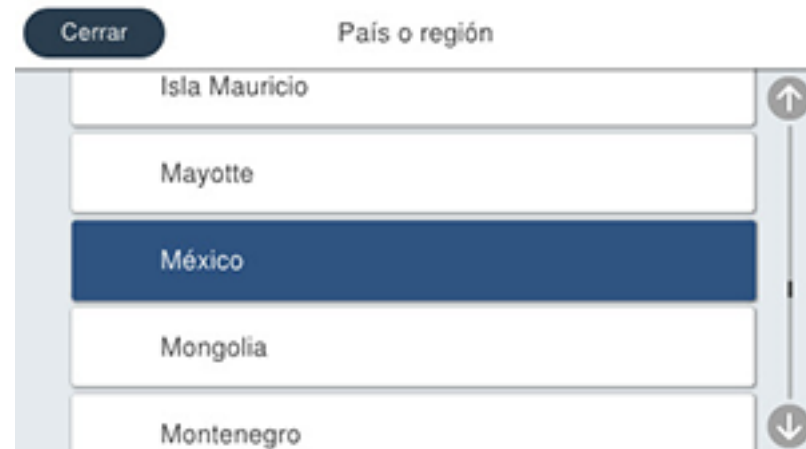 Cerrar
País o región
Isla Mauricio
Mayotte
México
Mongolia
Montenegro